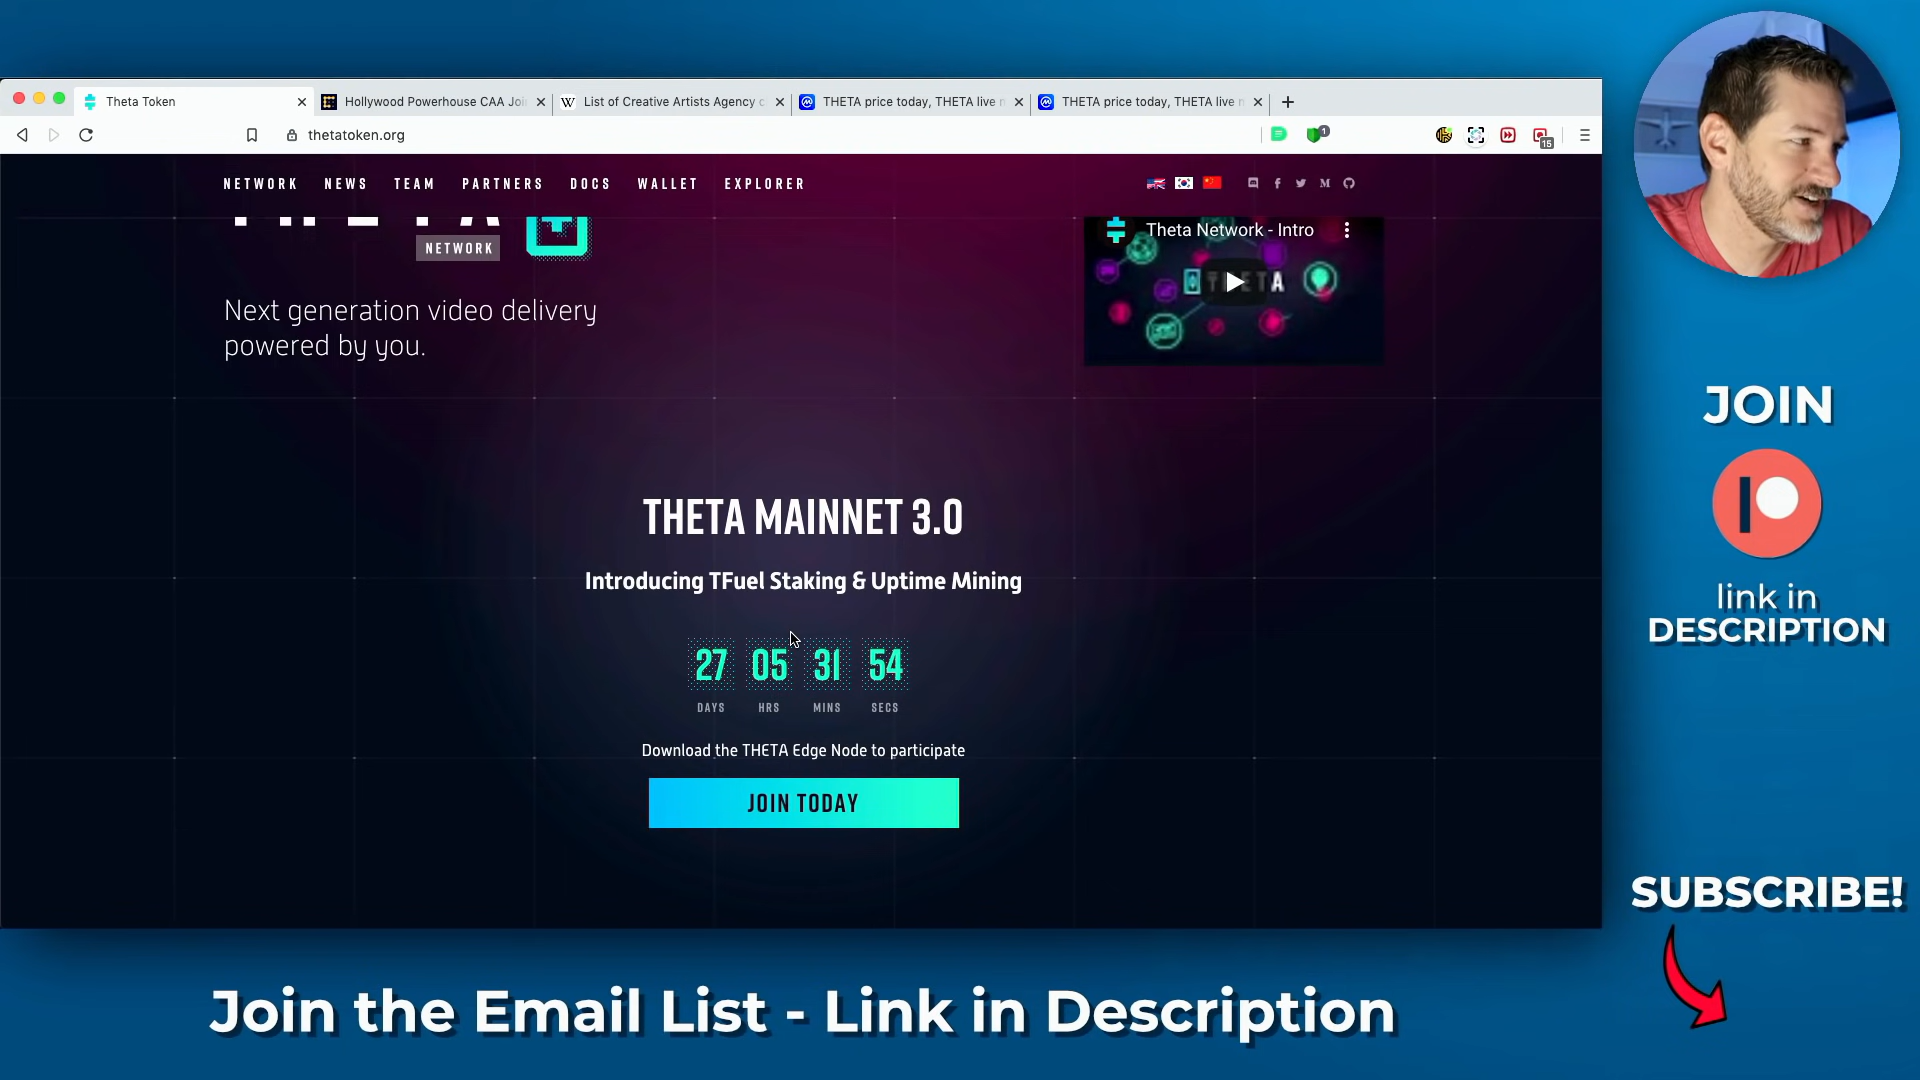 Theta Token
Hollywood Powerhouse CAA Joi
List of Creative Artists Agency c
THETA price today, THETA live m
THETA price today, THETA live m
thetatoken.org
1
15
NETWORK NEWS TEAM PARTNERS DOCS WALLET EXPLORER
THETA
NETWORK
Theta Network - Intro
THETA
Next generation video delivery
powered by you.
THETA MAINNET 3.0
Introducing TFuel Staking & Uptime Mining
27 05 31 54
DAYS HRS MINS SECS
Download the THETA Edge Node to participate
JOIN TODAY
JOIN
link in
DESCRIPTION
SUBSCRIBE!
Join the Email List - Link in Description